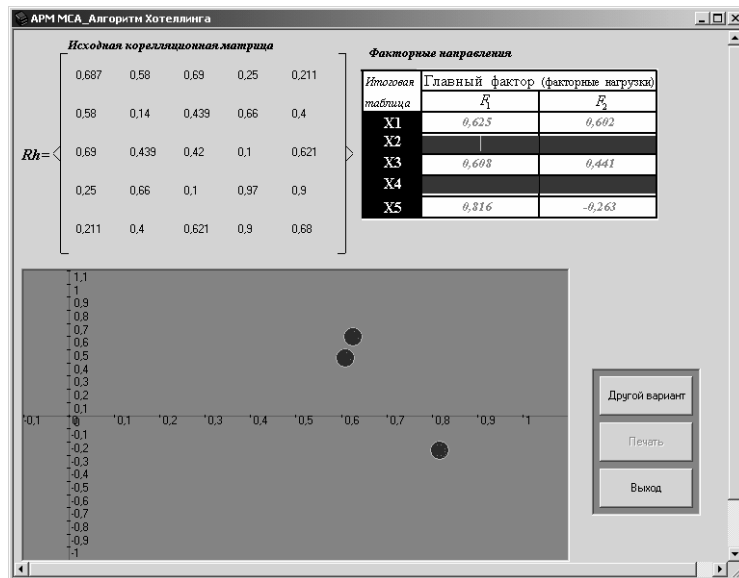 АРМ МСА_Алгоритм Хотеллинга
Исходная корелляционная матрица
Rh=
0,687 0,58 0,69 0,25 0,211
0,58 0,14 0,439 0,66 0,4
0,69 0,439 0,42 0,1 0,621
0,25 0,66 0,1 0,97 0,9
0,211 0,4 0,621 0,9 0,68
Факторные направления
Итоговая таблица
Главный фактор (факторные нагрузки)
F1 F2
X1 0,625 0,602
X2
X3 0,608 0,441
X4
X5 0,816 -0,263
1,1
1
0,9
0,8
0,7
0,6
0,5
0,4
0,3
0,2
0,1
-0,1 0 0,1 0,2 0,3 0,4 0,5 0,6 0,7 0,8 0,9 1
-0,1
-0,2
-0,3
-0,4
-0,5
-0,6
-0,7
-0,8
-0,9
-1
Другой вариант
Печать
Выход